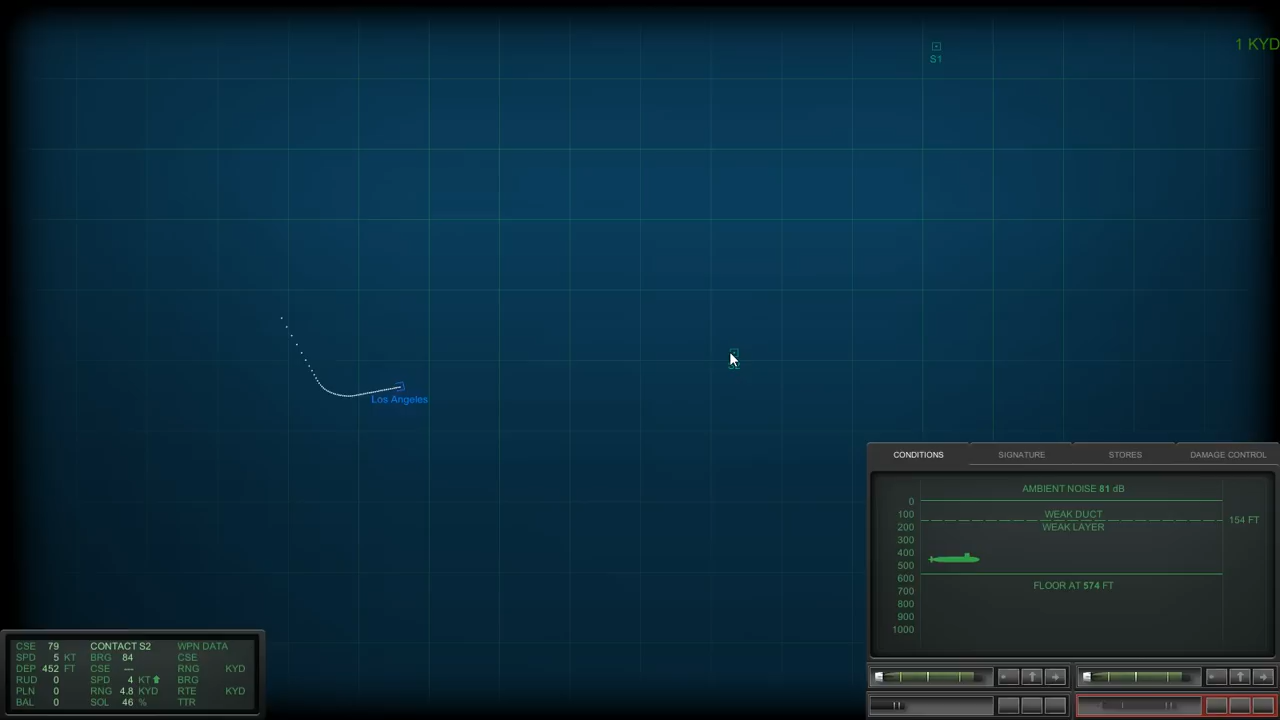 1 KYD
S1
Los Angeles
CONDITIONS SIGNATURE STORES DAMAGE CONTROL
AMBIENT NOISE 81 dB
0
100 WEAK DUCT
154 FT
200 WEAK LAYER
300
400
500
600 FLOOR AT 574 FT
700
800
900
1000
CSE 79 CONTACT S2 WPN DATA
SPD 5 KT BRG 84 CSE
DEP 452 FT CSE --- RNG KYD
RUD 0 SPD 4 KT BRG
PLN 0 RNG 4.8 KYD RTE KYD
BAL 0 SOL 46 % TTR